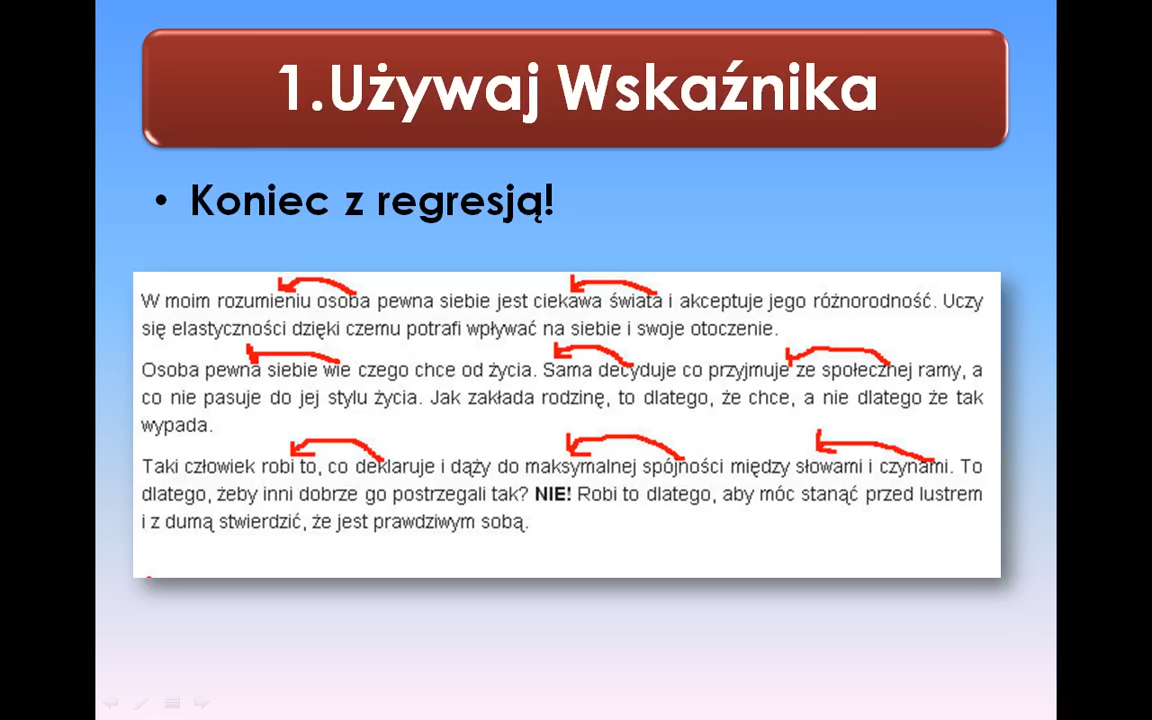 1.Używaj Wskaźnika
• Koniec z regresją!
W moim rozumieniu osoba pewna siebie jest ciekawa świata i akceptuje jego różnorodność. Uczy
się elastyczności dzięki czemu potrafi wpływać na siebie i swoje otoczenie.
Osoba pewna siebie wie czego chce od życia. Sama decyduje co przyjmuje ze społecznej ramy, a
co nie pasuje do jej stylu życia. Jak zakłada rodzinę, to dlatego, że chce, a nie dlatego że tak
wypada.
Taki człowiek robi to, co deklaruje i dąży do maksymalnej spójności między słowami i czynami. To
dlatego, żeby inni dobrze go postrzegali tak? NIE! Robi to dlatego, aby móc stanąć przed lustrem
i z dumą stwierdzić, że jest prawdziwym sobą.